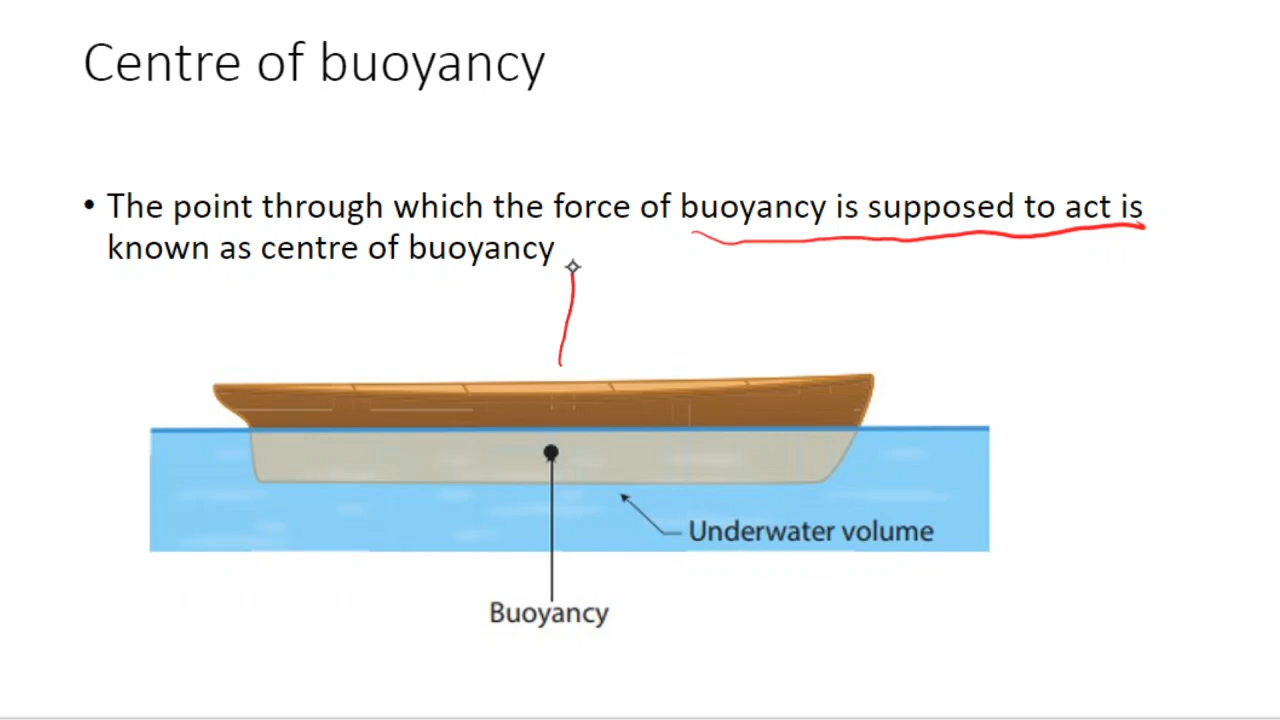 Centre of buoyancy
• The point through which the force of buoyancy is supposed to act is
known as centre of buoyancy
Underwater volume
Buoyancy